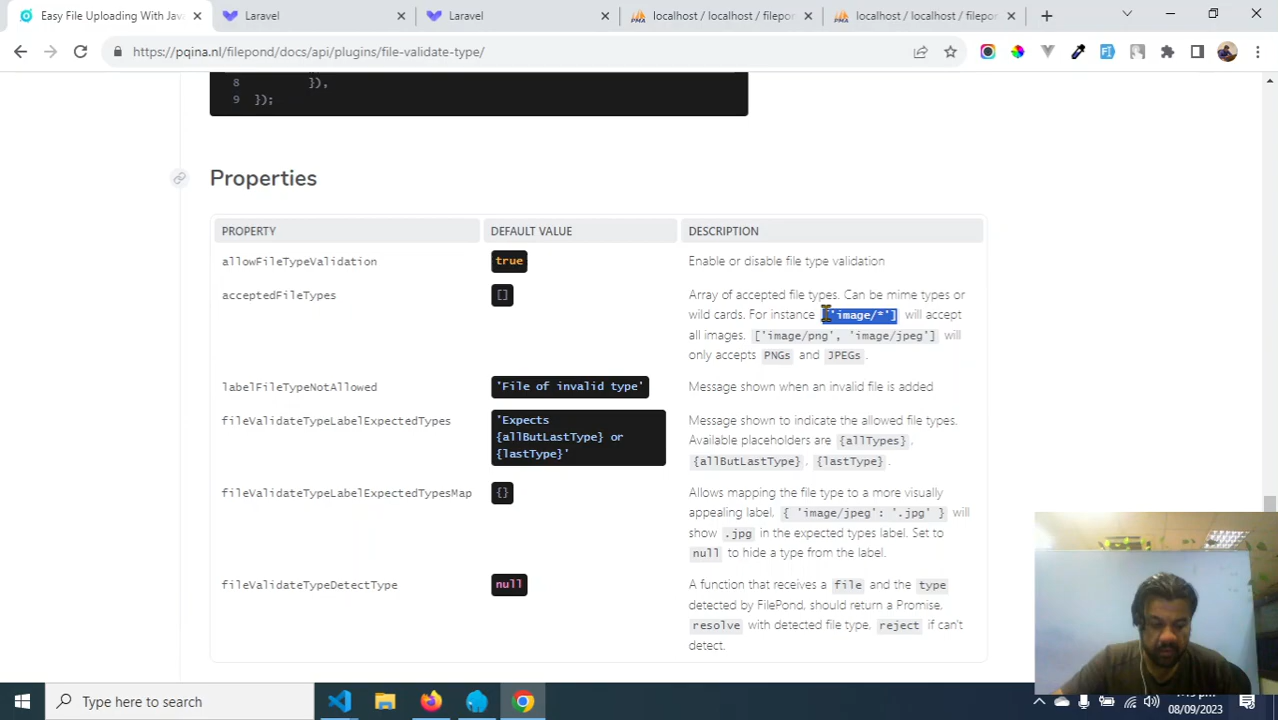 Easy File Uploading With Jav
Laravel
Laravel
localhost / localhost / filepon
localhost / localhost / filepon
https://pqina.nl/filepond/docs/api/plugins/file-validate-type/
8 }),
9 });
Properties
PROPERTY DEFAULT VALUE DESCRIPTION
allowFileTypeValidation true Enable or disable file type validation
acceptedFileTypes [] Array of accepted file types. Can be mime types or
wild cards. For instance ['image/*'] will accept
all images. ['image/png', 'image/jpeg'] will
only accepts PNGs and JPEGs.
labelFileTypeNotAllowed 'File of invalid type' Message shown when an invalid file is added
fileValidateTypeLabelExpectedTypes 'Expects
{allButLastType} or
{lastType}'
Message shown to indicate the allowed file types.
Available placeholders are {allTypes},
{allButLastType}, {lastType}.
fileValidateTypeLabelExpectedTypesMap {} Allows mapping the file type to a more visually
appealing label. { 'image/jpeg': '.jpg' } will
show .jpg in the expected types label. Set to
null to hide a type from the label.
fileValidateTypeDetectType null A function that receives a file and the type
detected by FilePond, should return a Promise.
resolve with detected file type, reject if can't
detect.
Type here to search
08/09/2023